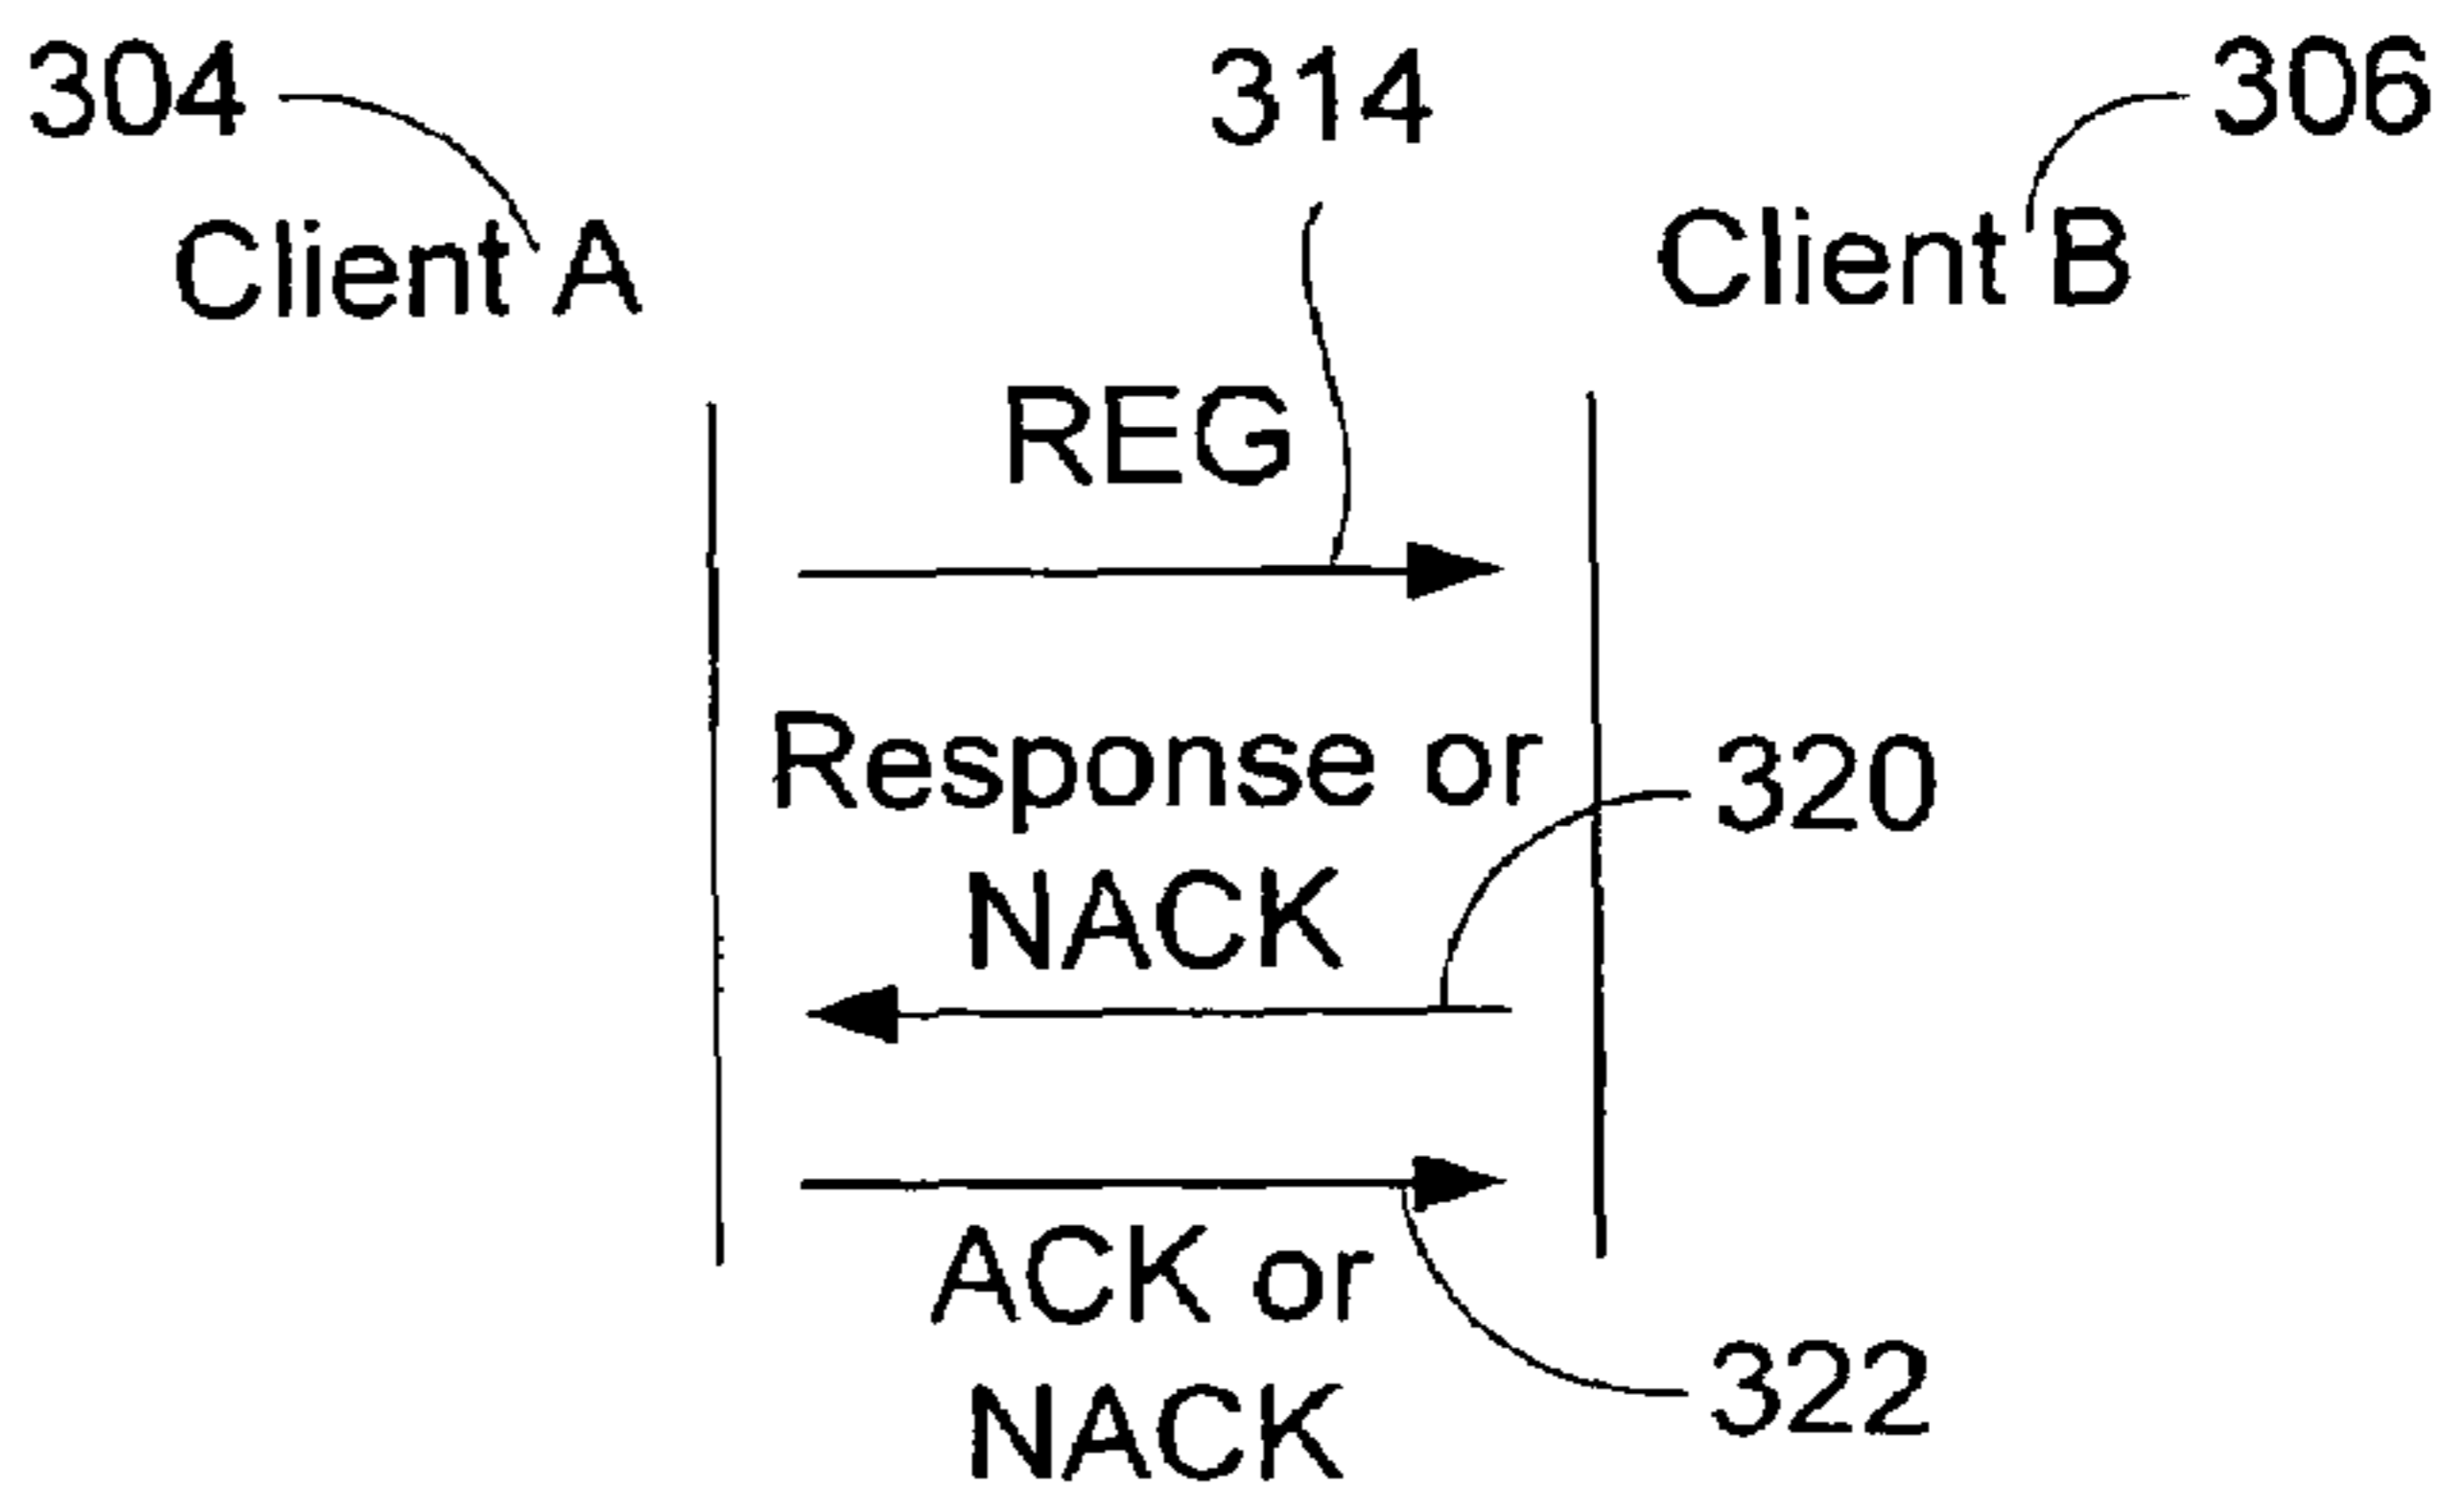 304
314
306
Client A
Client B
REG
Response or
320
NACK
ACK or
NACK
322